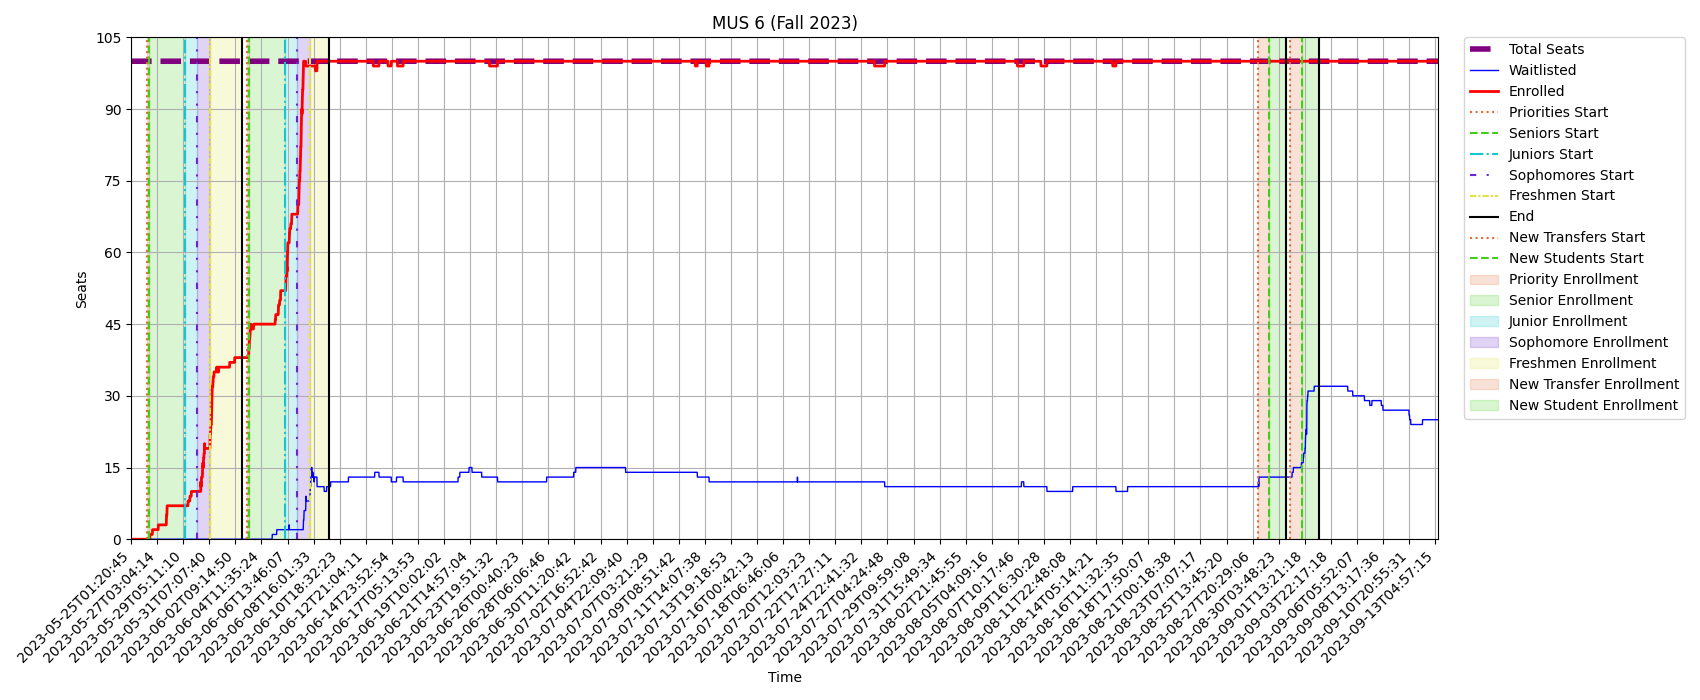 MUS 6 (Fall 2023)
105
90
75
60
45
30
15
0
Seats
2023-05-25T01:20:45
2023-05-27T03:04:14
2023-05-29T05:11:10
2023-05-31T07:07:40
2023-06-02T09:14:50
2023-06-04T11:35:24
2023-06-06T13:46:07
2023-06-08T16:01:33
2023-06-10T18:32:23
2023-06-12T21:04:11
2023-06-14T23:52:54
2023-06-17T05:13:53
2023-06-19T10:02:02
2023-06-21T14:57:04
2023-06-23T19:51:32
2023-06-26T00:40:23
2023-06-28T06:06:46
2023-06-30T11:20:42
2023-07-02T16:52:42
2023-07-04T22:09:40
2023-07-07T03:21:29
2023-07-09T08:51:42
2023-07-11T14:07:38
2023-07-13T19:18:53
2023-07-16T00:42:13
2023-07-18T06:46:06
2023-07-20T12:03:23
2023-07-22T17:27:11
2023-07-24T22:41:32
2023-07-27T04:24:48
2023-07-29T09:59:08
2023-07-31T15:49:34
2023-08-02T21:45:55
2023-08-05T04:09:16
2023-08-07T10:17:46
2023-08-09T16:30:28
2023-08-11T22:48:08
2023-08-14T05:14:21
2023-08-16T11:32:35
2023-08-18T17:50:07
2023-08-21T00:18:38
2023-08-23T07:07:17
2023-08-25T13:45:20
2023-08-27T20:29:06
2023-08-30T03:48:23
2023-09-01T13:21:18
2023-09-03T22:17:18
2023-09-06T05:52:07
2023-09-08T13:17:36
2023-09-10T20:55:31
2023-09-13T04:57:15
Time
Total Seats
Waitlisted
Enrolled
Priorities Start
Seniors Start
Juniors Start
Sophomores Start
Freshmen Start
End
New Transfers Start
New Students Start
Priority Enrollment
Senior Enrollment
Junior Enrollment
Sophomore Enrollment
Freshmen Enrollment
New Transfer Enrollment
New Student Enrollment